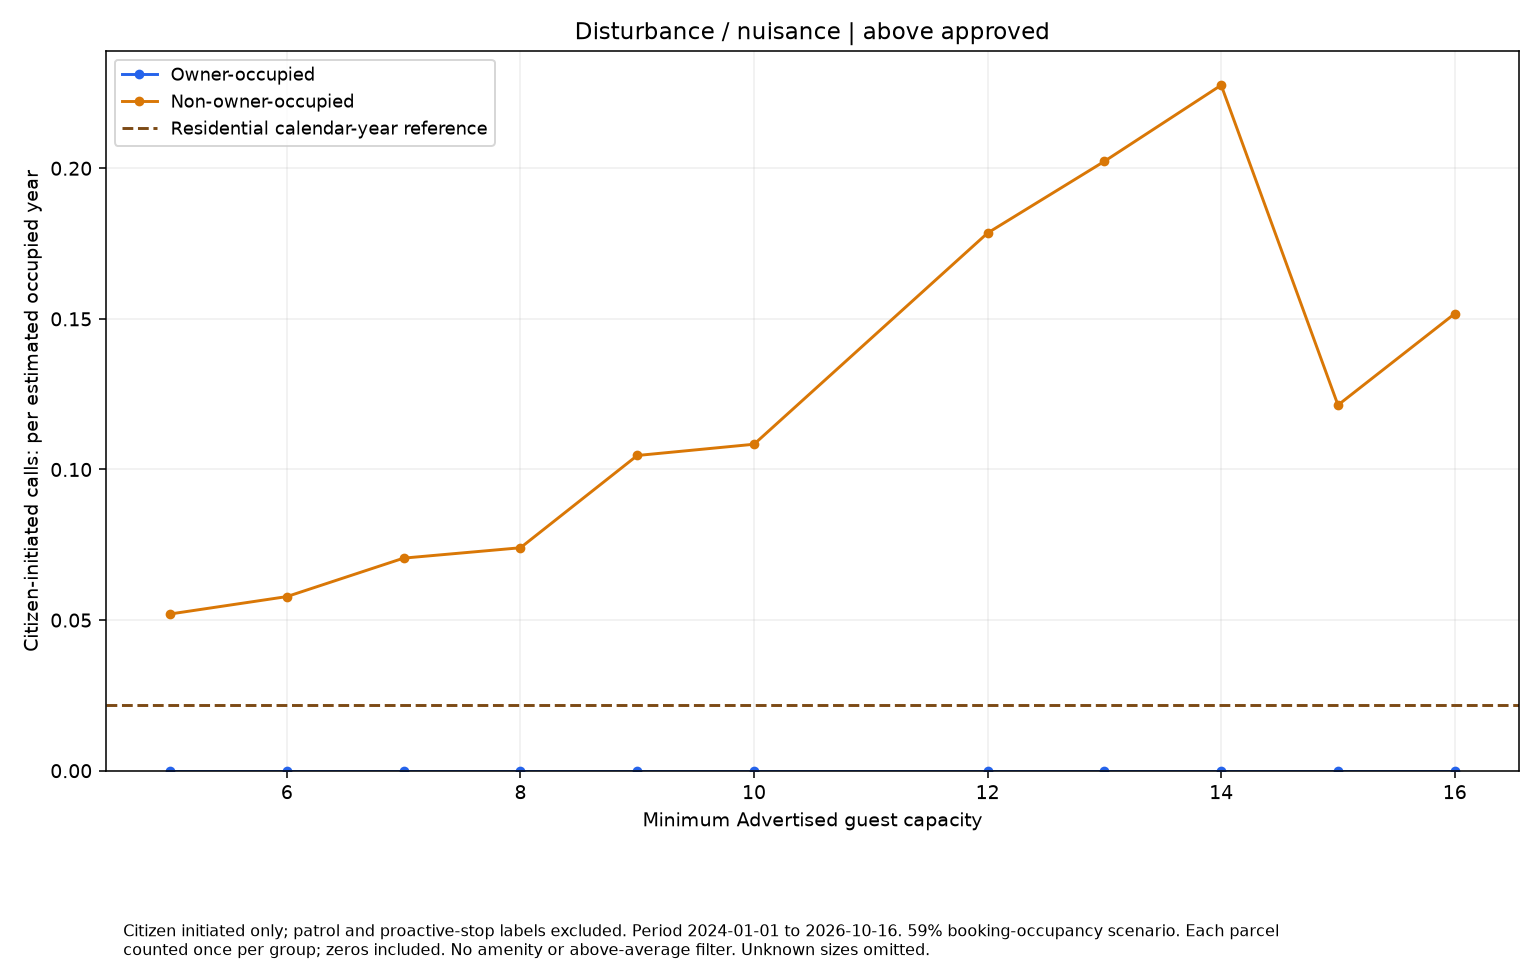 Disturbance / nuisance | above approved
Owner-occupied
Non-owner-occupied
Residential calendar-year reference
Citizen-initiated calls: per estimated occupied year
0.20
0.15
0.10
0.05
0.00
6
8
10
12
14
16
Minimum Advertised guest capacity
Citizen initiated only; patrol and proactive-stop labels excluded. Period 2024-01-01 to 2026-10-16. 59% booking-occupancy scenario. Each parcel
counted once per group; zeros included. No amenity or above-average filter. Unknown sizes omitted.